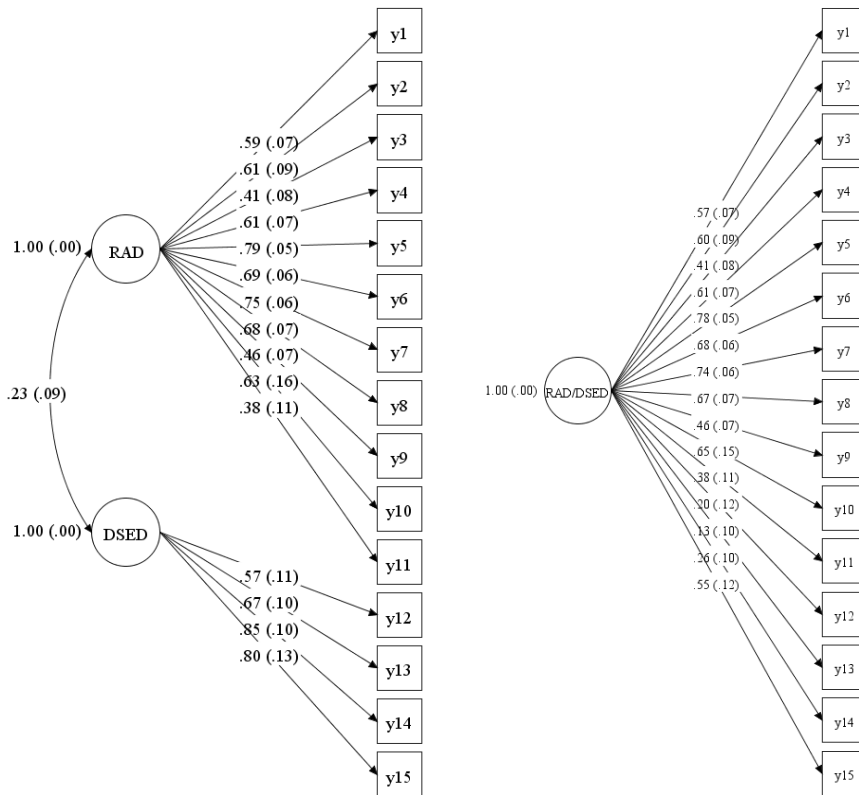 y1
y2
y3
y4
y5
y6
y7
y8
y9
y10
y11
y12
y13
y14
y15
.59 (.07)
.61 (.09)
.41 (.08)
.61 (.07)
.79 (.05)
.69 (.06)
.75 (.06)
.68 (.07)
.46 (.07)
.63 (.16)
.38 (.11)
1.00 (.00)
RAD
.23 (.09)
1.00 (.00)
DSED
.57 (.11)
.67 (.10)
.85 (.10)
.80 (.13)
y1
y2
y3
y4
y5
y6
y7
y8
y9
y10
y11
y12
y13
y14
y15
.57 (.07)
.60 (.09)
.41 (.08)
.61 (.07)
.78 (.05)
.68 (.06)
.74 (.06)
.67 (.07)
.46 (.07)
.65 (.15)
.38 (.11)
.20 (.12)
.13 (.10)
.26 (.10)
.55 (.12)
1.00 (.00)
RAD/DSED